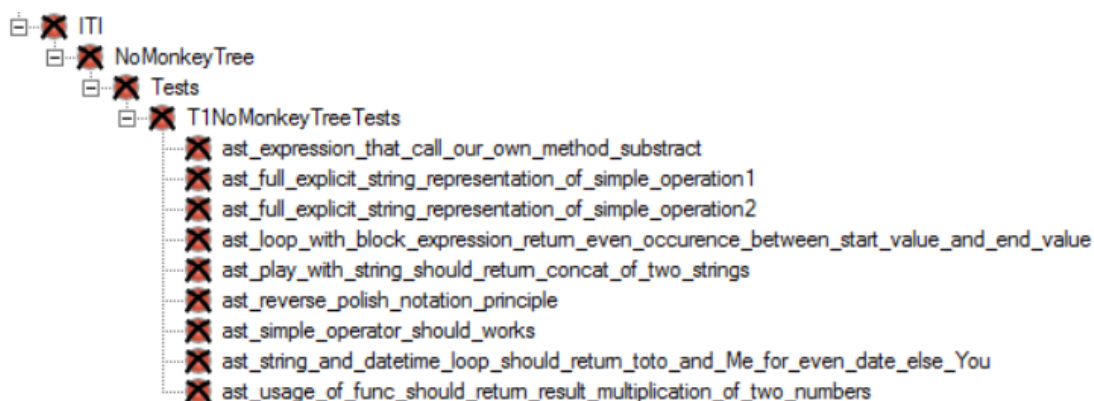 ITI
NoMonkeyTree
Tests
T1NoMonkeyTreeTests
ast_expression_that_call_our_own_method_substract
ast_full_explicit_string_representation_of_simple_operation1
ast_full_explicit_string_representation_of_simple_operation2
ast_loop_with_block_expression_return_even_occurence_between_start_value_and_end_value
ast_play_with_string_should_return_concat_of_two_strings
ast_reverse_polish_notation_principle
ast_simple_operator_should_works
ast_string_and_datetime_loop_should_return_toto_and_Me_for_even_date_else_You
ast_usage_of_func_should_return_result_multiplication_of_two_numbers